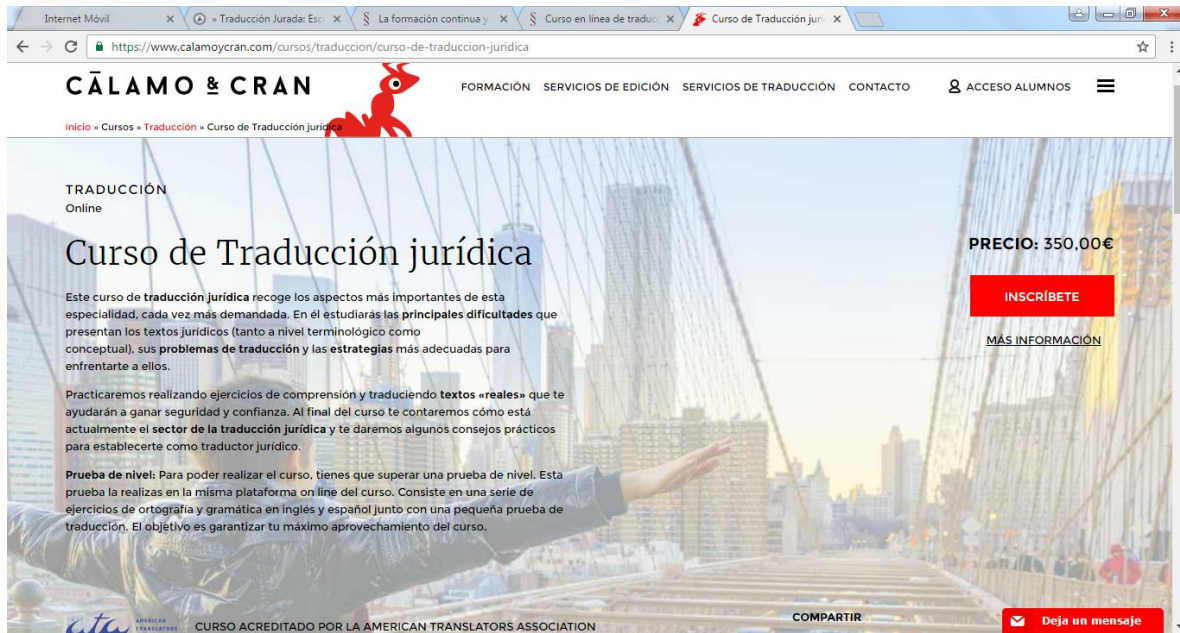 Internet Móvil
» Traducción Jurada: Esc
§ La formación continua y
§ Curso en línea de traduc
Curso de Traducción juri
https://www.calamoycran.com/cursos/traduccion/curso-de-traduccion-juridica
CĀLAMO & CRAN
FORMACIÓN SERVICIOS DE EDICIÓN SERVICIOS DE TRADUCCIÓN CONTACTO ACCESO ALUMNOS
Inicio » Cursos » Traducción » Curso de Traducción jurídica
TRADUCCIÓN
Online
Curso de Traducción jurídica
PRECIO: 350,00€
INSCRÍBETE
MÁS INFORMACIÓN
Este curso de traducción jurídica recoge los aspectos más importantes de esta
especialidad, cada vez más demandada. En él estudiarás las principales dificultades que
presentan los textos jurídicos (tanto a nivel terminológico como
conceptual), sus problemas de traducción y las estrategias más adecuadas para
enfrentarte a ellos.
Practicaremos realizando ejercicios de comprensión y traduciendo textos «reales» que te
ayudarán a ganar seguridad y confianza. Al final del curso te contaremos cómo está
actualmente el sector de la traducción jurídica y te daremos algunos consejos prácticos
para establecerte como traductor jurídico.
Prueba de nivel: Para poder realizar el curso, tienes que superar una prueba de nivel. Esta
prueba la realizas en la misma plataforma on line del curso. Consiste en una serie de
ejercicios de ortografía y gramática en inglés y español junto con una pequeña prueba de
traducción. El objetivo es garantizar tu máximo aprovechamiento del curso.
ata AMERICAN
TRANSLATORS
CURSO ACREDITADO POR LA AMERICAN TRANSLATORS ASSOCIATION
COMPARTIR
Deja un mensaje